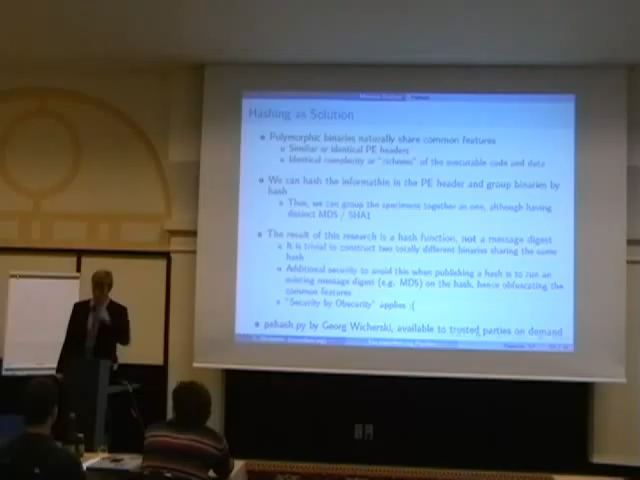 Hashing as Solution
Polymorphic binaries naturally share common features
Similar or identical PE headers
Identical complexity or "richness" of the executable code and data
We can hash the information in the PE header and group binaries by
hash
Thus, we can group the specimens together as one, although having
distinct MD5 / SHA1
The result of this research is a hash function, not a message digest
It is trivial to construct two totally different binaries sharing the same
hash
Additional security to avoid this when publishing a hash is to run an
existing message digest (e.g. MD5) on the hash, hence obfuscating the
common features
"Security by Obscurity" applies :(
pehash.py by Georg Wicherski, available to trusted parties on demand